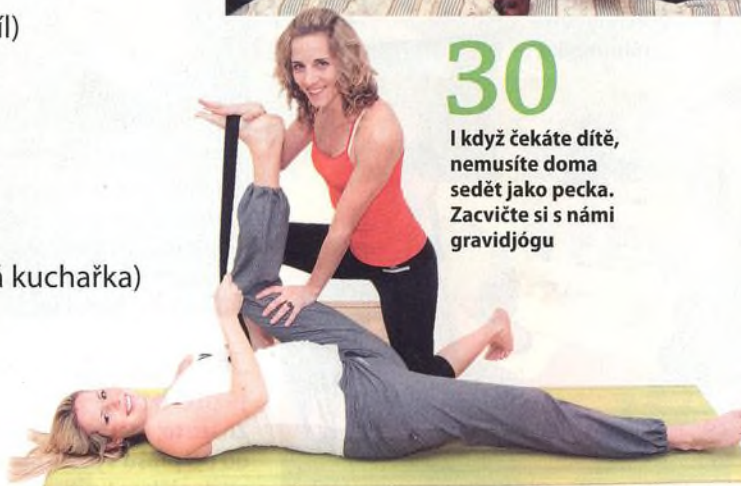 íl)
30
I když čekáte dítě,
nemusíte doma
sedět jako pecka.
Zacvičte si s námi
gravidjógu
á kuchařka)